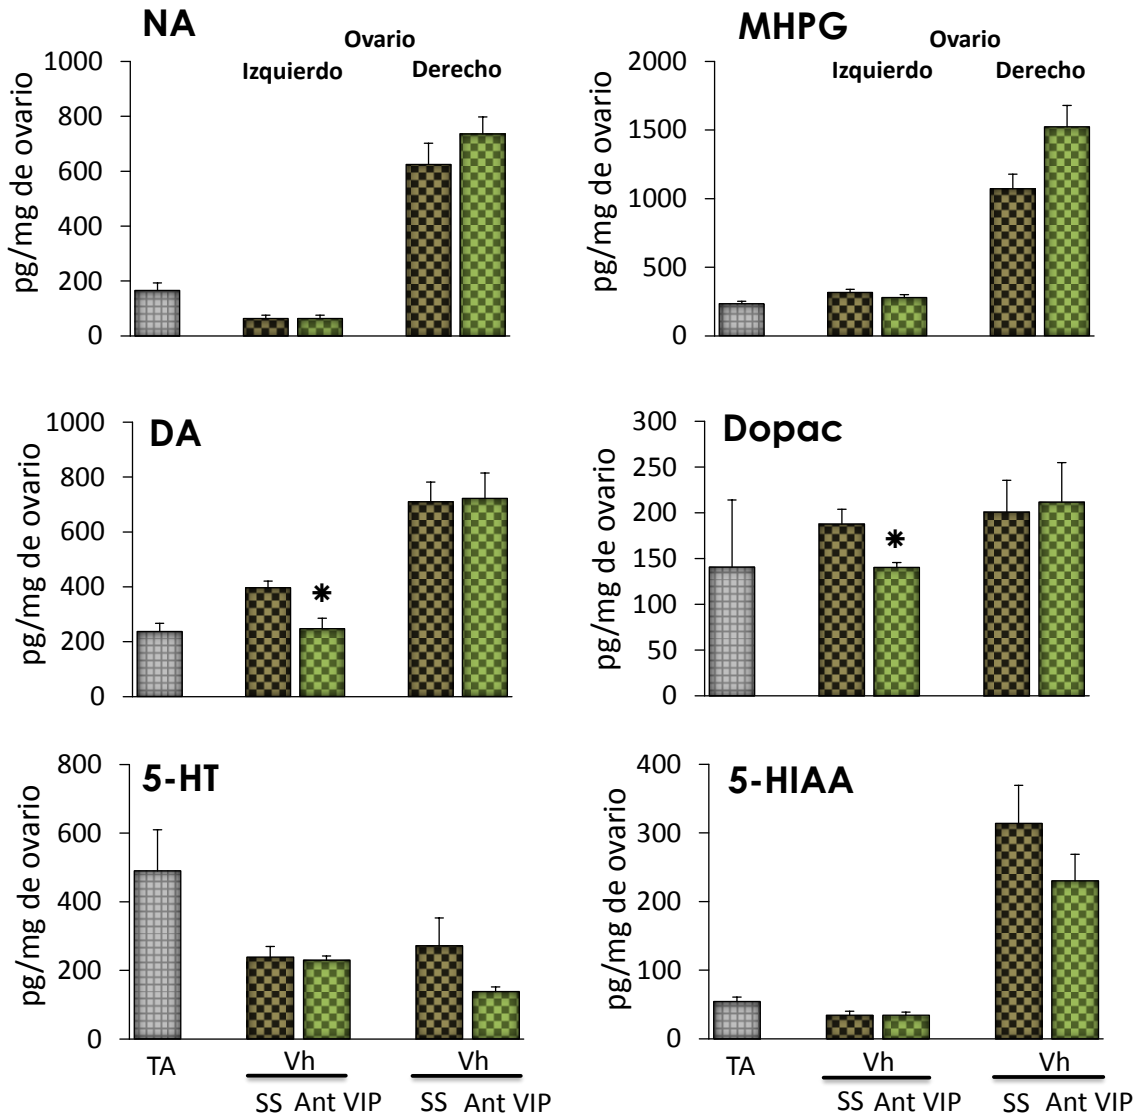 NA
Ovario
Izquierdo
Derecho
pg/mg de ovario
1000
800
600
400
200
0
MHPG
Ovario
Izquierdo
Derecho
pg/mg de ovario
2000
1500
1000
500
0
DA
pg/mg de ovario
1000
800
600
400
200
0
*
Dopac
pg/mg de ovario
300
250
200
150
100
50
0
*
5-HT
pg/mg de ovario
800
600
400
200
0
TA
Vh
Vh
SS Ant VIP
SS Ant VIP
5-HIAA
pg/mg de ovario
400
300
200
100
0
TA
Vh
Vh
SS Ant VIP
SS Ant VIP